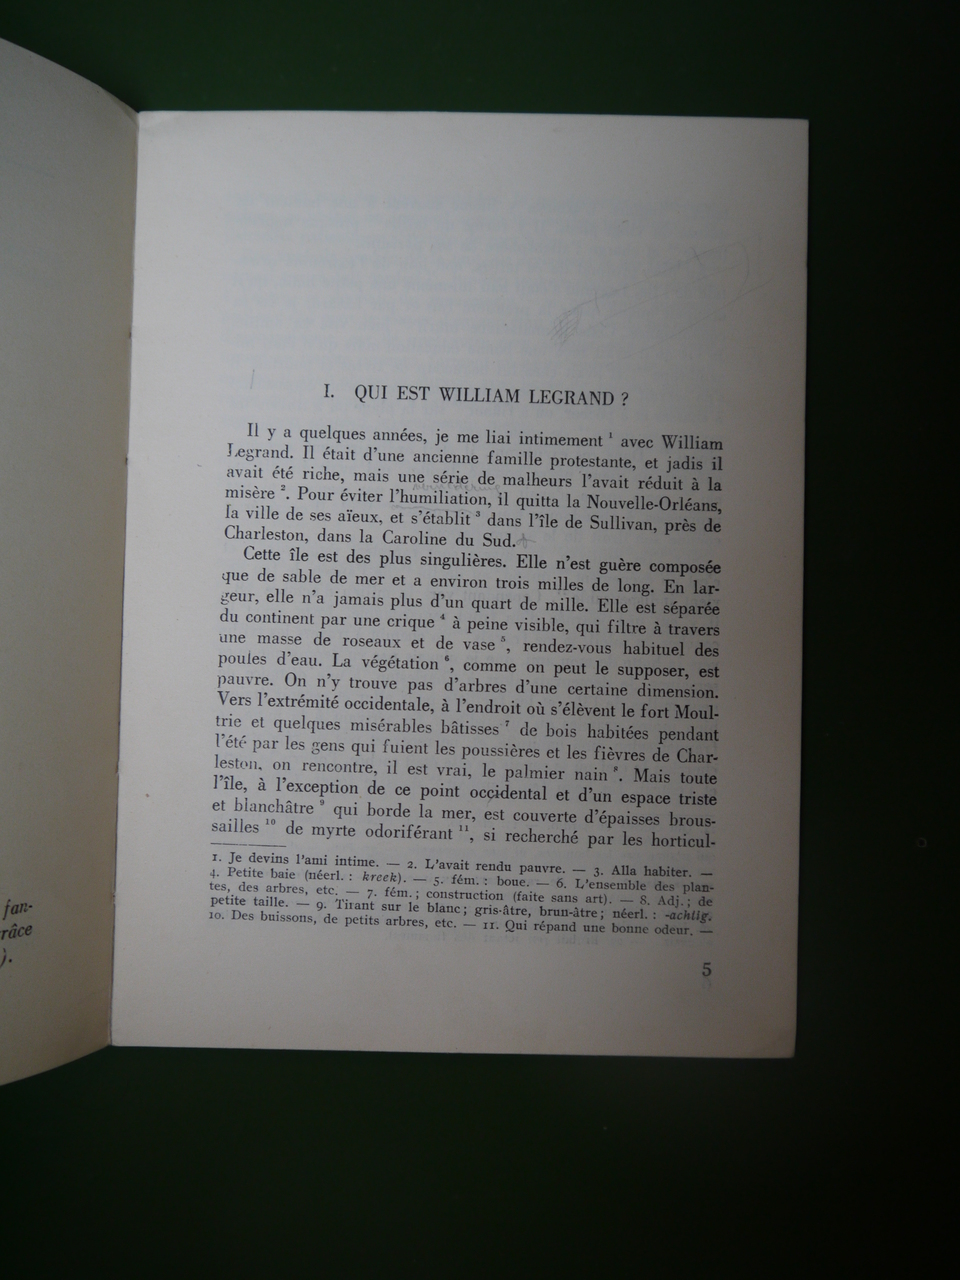 I. QUI EST WILLIAM LEGRAND ?
Il y a quelques années, je me liai intimement ¹ avec William
Legrand. Il était d'une ancienne famille protestante, et jadis il
avait été riche, mais une série de malheurs l'avait réduit à la
misère ². Pour éviter l'humiliation, il quitta la Nouvelle-Orléans,
la ville de ses aïeux, et s'établit ³ dans l'île de Sullivan, près de
Charleston, dans la Caroline du Sud.
Cette île est des plus singulières. Elle n'est guère composée
que de sable de mer et a environ trois milles de long. En lar-
geur, elle n'a jamais plus d'un quart de mille. Elle est séparée
du continent par une crique ⁴ à peine visible, qui filtre à travers
une masse de roseaux et de vase ⁵, rendez-vous habituel des
poules d'eau. La végétation ⁶, comme on peut le supposer, est
pauvre. On n'y trouve pas d'arbres d'une certaine dimension.
Vers l'extrémité occidentale, à l'endroit où s'élèvent le fort Moul-
trie et quelques misérables bâtisses ⁷ de bois habitées pendant
l'été par les gens qui fuient les poussières et les fièvres de Char-
leston, on rencontre, il est vrai, le palmier nain ⁸. Mais toute
l'île, à l'exception de ce point occidental et d'un espace triste
et blanchâtre ⁹ qui borde la mer, est couverte d'épaisses brous-
sailles ¹⁰ de myrte odoriférant ¹¹, si recherché par les horticul-
1. Je devins l'ami intime. — 2. L'avait rendu pauvre. — 3. Alla habiter. —
4. Petite baie (néerl. : kreek). — 5. fém. : boue. — 6. L'ensemble des plan-
tes, des arbres, etc. — 7. fém. ; construction (faite sans art). — 8. Adj. ; de
petite taille. — 9. Tirant sur le blanc ; gris-âtre, brun-âtre ; néerl. : -achtig.
10. Des buissons, de petits arbres, etc. — 11. Qui répand une bonne odeur. —
5
fan-
râce
).